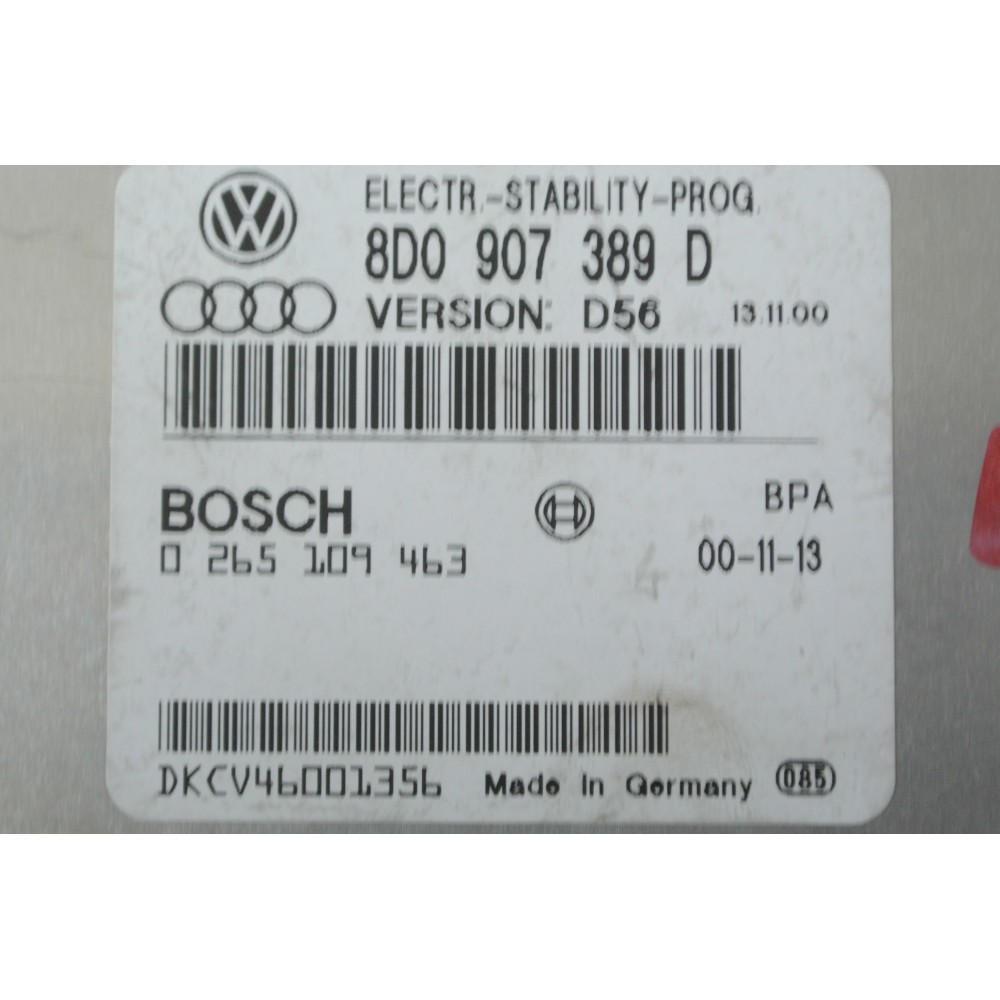 ELECTR.-STABILITY-PROG.
8D0 907 389 D
VERSION: D56 13.11.00
BOSCH BPA
0 265 109 463 00-11-13
DKCV46001356 Made in Germany 085